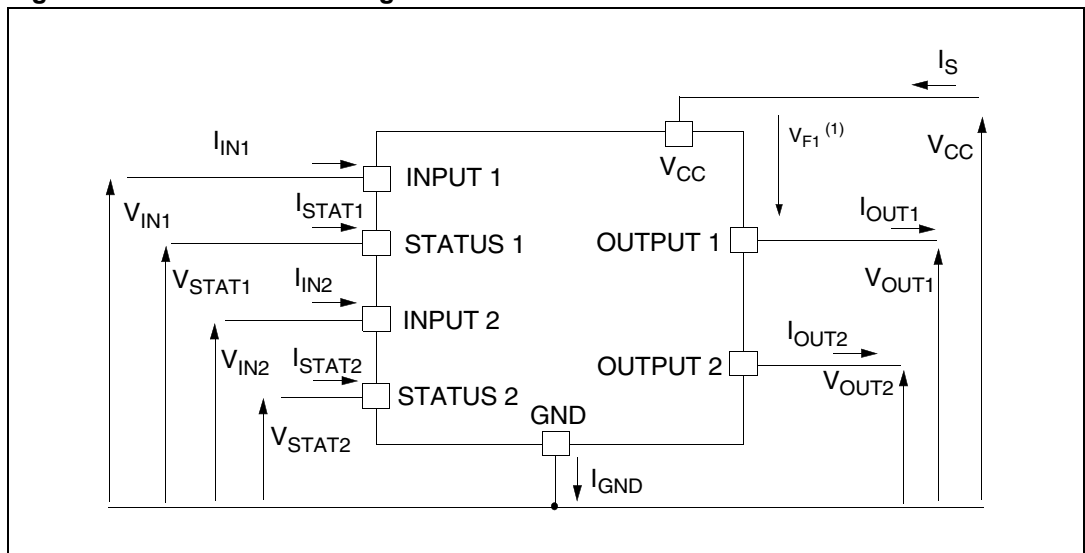 I_S
V_F1 (1)
V_CC
V_CC
I_IN1
INPUT 1
V_IN1
I_STAT1
STATUS 1
OUTPUT 1
I_OUT1
V_STAT1
V_OUT1
I_IN2
INPUT 2
I_OUT2
V_IN2
I_STAT2
OUTPUT 2
V_OUT2
STATUS 2
GND
V_STAT2
I_GND